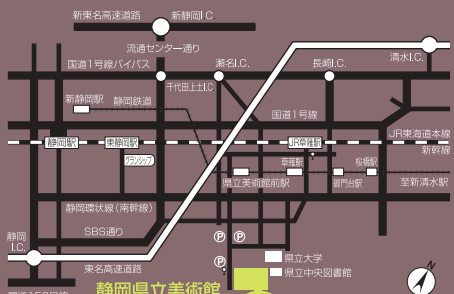 新東名高速道路
新静岡I.C.
流通センター通り
清水I.C.
国道1号線バイパス
瀬名I.C.
長崎I.C.
千代田上土I.C
新静岡駅
静岡鉄道
国道1号線
JR東海道本線
新幹線
静岡駅
東静岡駅
JR草薙駅
グランシップ
草薙駅
桜橋駅
県立美術館前駅
御門台駅
至新清水駅
静岡環状線(南幹線)
SBS通り
静岡
I.C.
P
P
P
県立大学
県立中央図書館
東名高速道路
静岡県立美術館
N